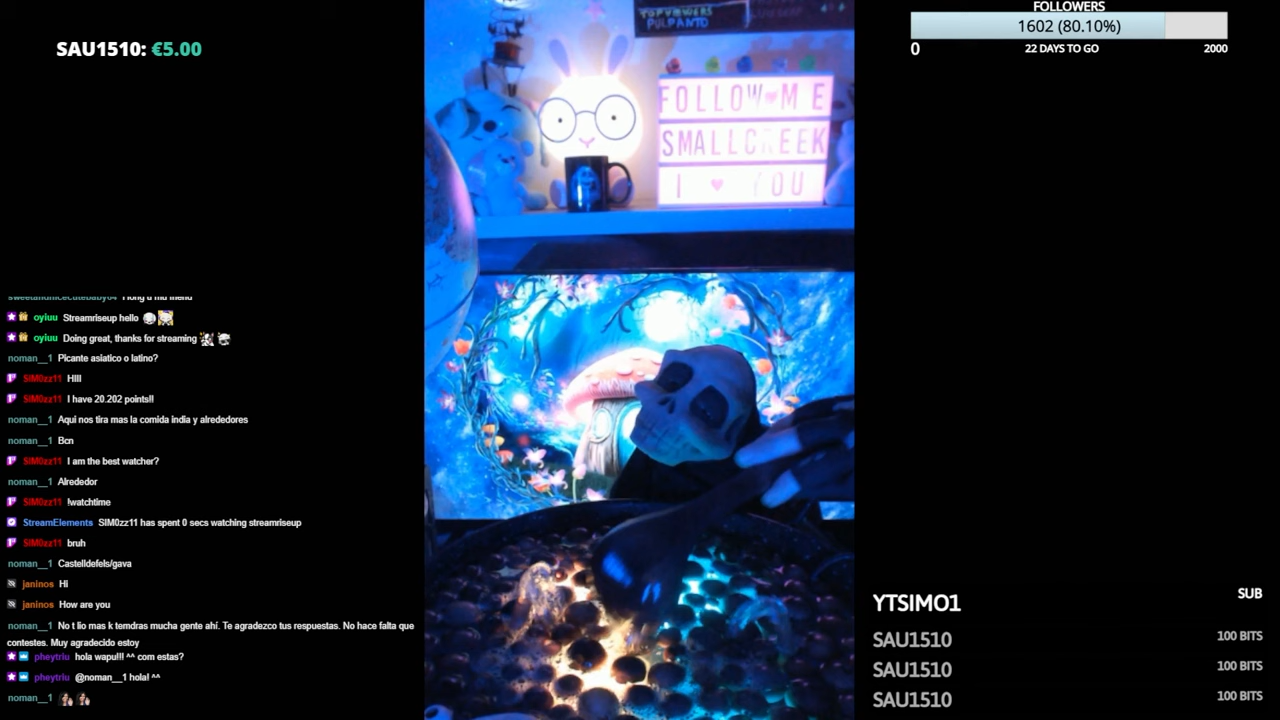 SAU1510: €5.00
TOPVIEWERS
PULPANTO
FOLLOW♥ME
SMALLCREEK
I ♥ YOU
FOLLOWERS
1602 (80.10%)
0
22 DAYS TO GO
2000
oyiuu Streamriseup hello
oyiuu Doing great, thanks for streaming
noman__1 Picante asiatico o latino?
SIM0zz11 HIII
SIM0zz11 I have 20.202 points!!
noman__1 Aqui nos tira mas la comida india y alrededores
noman__1 Bcn
SIM0zz11 I am the best watcher?
noman__1 Alrededor
SIM0zz11 !watchtime
StreamElements SIM0zz11 has spent 0 secs watching streamriseup
SIM0zz11 bruh
noman__1 Castelldefels/gava
janinos Hi
janinos How are you
noman__1 No t lio mas k temdras mucha gente ahí. Te agradezco tus respuestas. No hace falta que
contestes. Muy agradecido estoy
pheytriu hola wapu!!! ^^ com estas?
pheytriu @noman__1 hola! ^^
noman__1
YTSIMO1 SUB
SAU1510 100 BITS
SAU1510 100 BITS
SAU1510 100 BITS